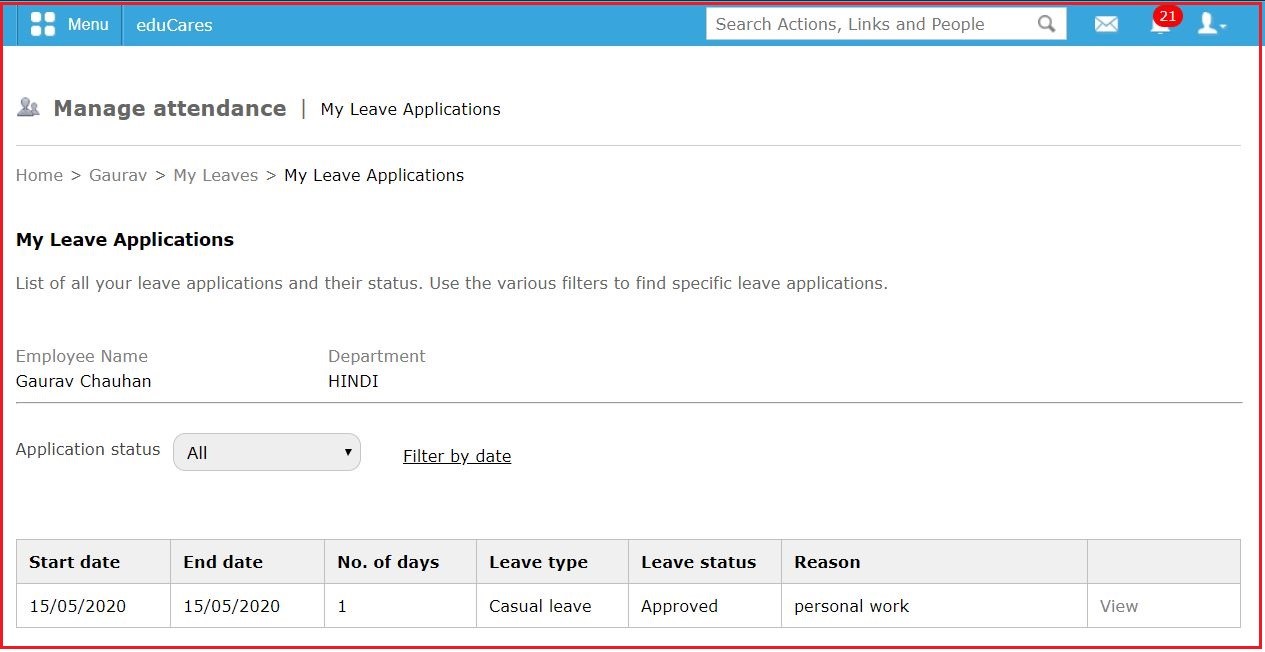 Menu eduCares Search Actions, Links and People 21
Manage attendance | My Leave Applications
Home > Gaurav > My Leaves > My Leave Applications
My Leave Applications
List of all your leave applications and their status. Use the various filters to find specific leave applications.
Employee Name Department
Gaurav Chauhan HINDI
Application status All Filter by date
Start date End date No. of days Leave type Leave status Reason
15/05/2020 15/05/2020 1 Casual leave Approved personal work View